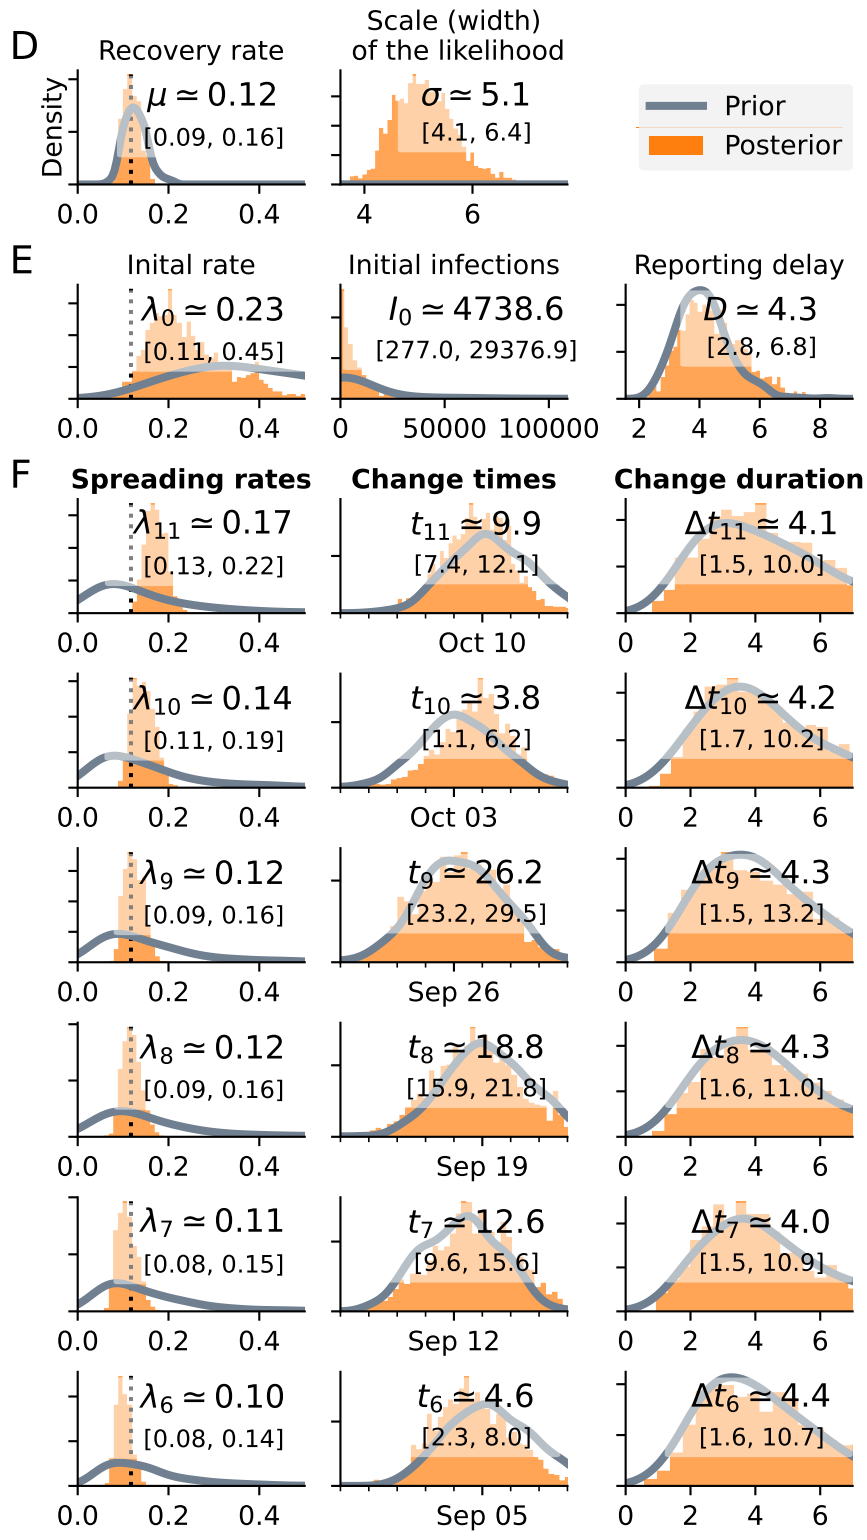 D
Recovery rate
Scale (width)
of the likelihood
Density
μ ≃ 0.12
[0.09, 0.16]
σ ≃ 5.1
[4.1, 6.4]
Prior
Posterior
0.0 0.2 0.4
4 6
E
Inital rate
Initial infections
Reporting delay
λ0 ≃ 0.23
[0.11, 0.45]
I0 ≃ 4738.6
[277.0, 29376.9]
D ≃ 4.3
[2.8, 6.8]
0.0 0.2 0.4
0 50000 100000
2 4 6 8
F
Spreading rates
Change times
Change duration
λ11 ≃ 0.17
[0.13, 0.22]
t11 ≃ 9.9
[7.4, 12.1]
Δt11 ≃ 4.1
[1.5, 10.0]
0.0 0.2 0.4
Oct 10
0 2 4 6
λ10 ≃ 0.14
[0.11, 0.19]
t10 ≃ 3.8
[1.1, 6.2]
Δt10 ≃ 4.2
[1.7, 10.2]
0.0 0.2 0.4
Oct 03
0 2 4 6
λ9 ≃ 0.12
[0.09, 0.16]
t9 ≃ 26.2
[23.2, 29.5]
Δt9 ≃ 4.3
[1.5, 13.2]
0.0 0.2 0.4
Sep 26
0 2 4 6
λ8 ≃ 0.12
[0.09, 0.16]
t8 ≃ 18.8
[15.9, 21.8]
Δt8 ≃ 4.3
[1.6, 11.0]
0.0 0.2 0.4
Sep 19
0 2 4 6
λ7 ≃ 0.11
[0.08, 0.15]
t7 ≃ 12.6
[9.6, 15.6]
Δt7 ≃ 4.0
[1.5, 10.9]
0.0 0.2 0.4
Sep 12
0 2 4 6
λ6 ≃ 0.10
[0.08, 0.14]
t6 ≃ 4.6
[2.3, 8.0]
Δt6 ≃ 4.4
[1.6, 10.7]
0.0 0.2 0.4
Sep 05
0 2 4 6